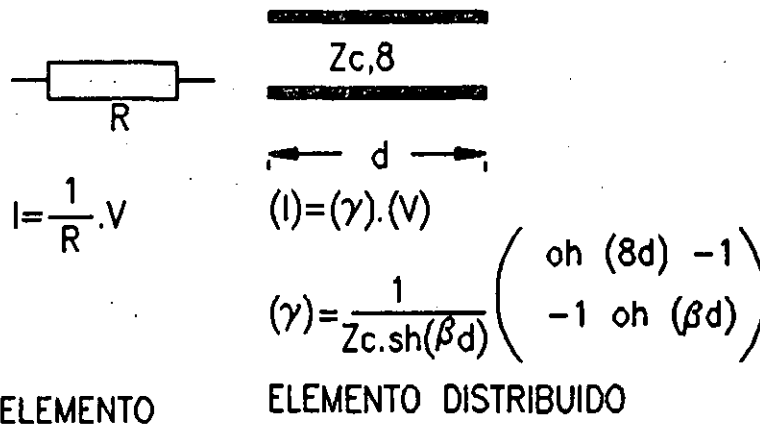 Zc,8
R
d
I=1/R.V
(I)=(γ).(V)
(γ)=1/Zc.sh(βd) ( oh (8d) -1
-1 oh (βd) )
ELEMENTO
ELEMENTO DISTRIBUIDO